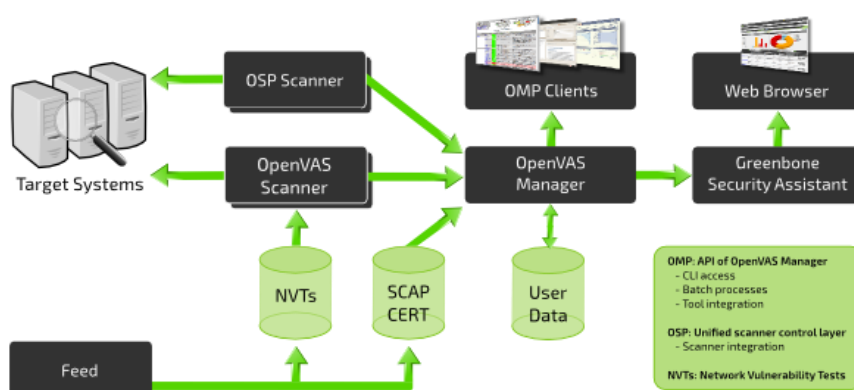 OSP Scanner
OMP Clients
Web Browser
Target Systems
OpenVAS
Scanner
OpenVAS
Manager
Greenbone
Security Assistant
NVTs
SCAP
CERT
User
Data
Feed
OMP: API of OpenVAS Manager
- CLI access
- Batch processes
- Tool integration
OSP: Unified scanner control layer
- Scanner integration
NVTs: Network Vulnerability Tests